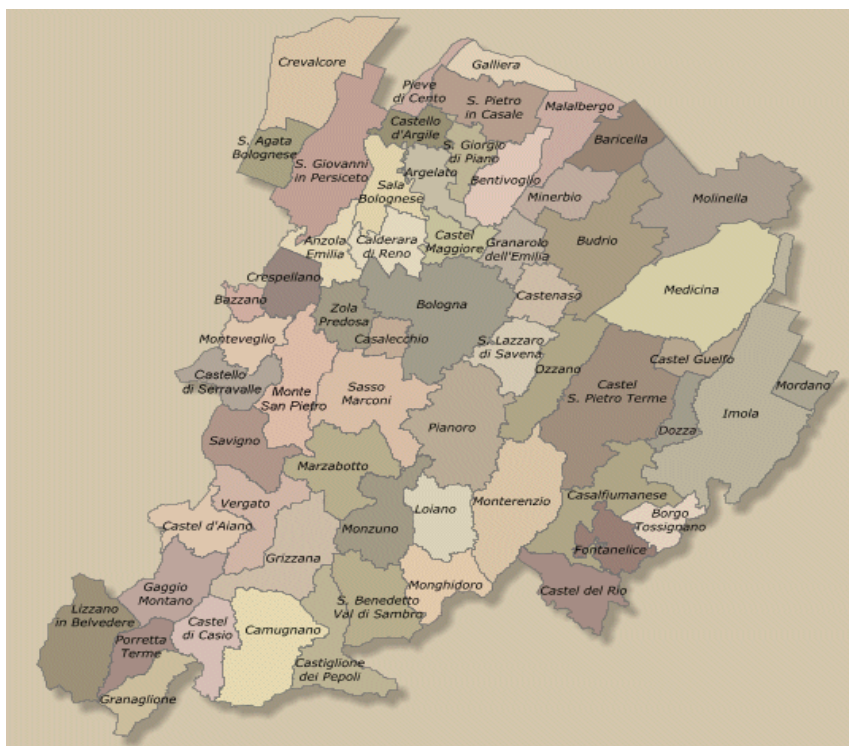 Crevalcore
Galliera
Pieve
di Cento
S. Pietro
in Casale
Malalbergo
Castello
d'Argile
Baricella
S. Agata
Bolognese
S. Giovanni
in Persiceto
S. Giorgio
di Piano
Argelato
Bentivoglio
Sala
Bolognese
Minerbio
Molinella
Anzola
Emilia
Calderara
di Reno
Castel
Maggiore
Granarolo
dell'Emilia
Budrio
Crespellano
Medicina
Bazzano
Zola
Predosa
Bologna
Castenaso
Monteveglio
Casalecchio
S. Lazzaro
di Savena
Castel Guelfo
Castello
di Serravalle
Ozzano
Monte
San Pietro
Sasso
Marconi
Castel
S. Pietro Terme
Mordano
Imola
Pianoro
Dozza
Savigno
Marzabotto
Vergato
Loiano
Monterenzio
Casalfiumanese
Castel d'Aiano
Monzuno
Borgo
Tossignano
Grizzana
Fontanelice
Gaggio
Montano
Monghidoro
Castel del Rio
Lizzano
in Belvedere
S. Benedetto
Val di Sambro
Castel
di Casio
Camugnano
Porretta
Terme
Castiglione
dei Pepoli
Granaglione